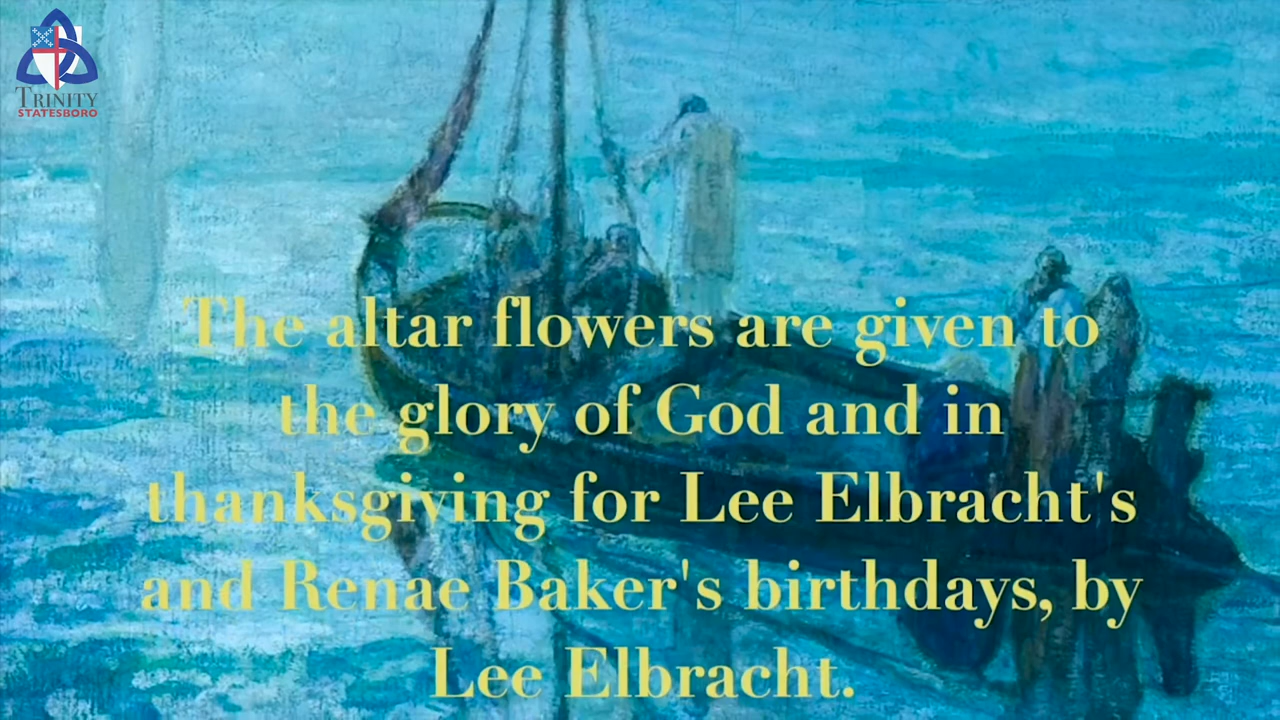 TRINITY
STATESBORO
The altar flowers are given to
the glory of God and in
thanksgiving for Lee Elbracht's
and Renae Baker's birthdays, by
Lee Elbracht.